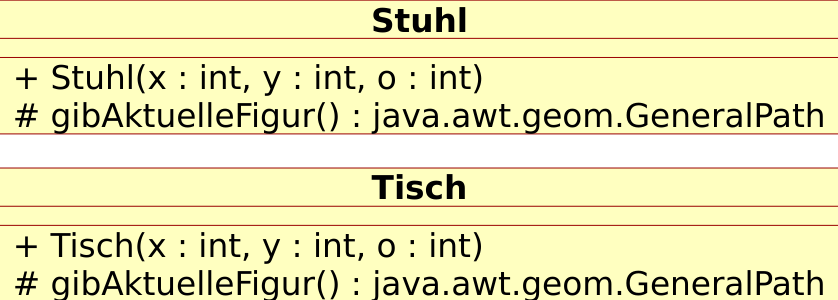 Stuhl
+ Stuhl(x : int, y : int, o : int)
# gibAktuelleFigur() : java.awt.geom.GeneralPath
Tisch
+ Tisch(x : int, y : int, o : int)
# gibAktuelleFigur() : java.awt.geom.GeneralPath